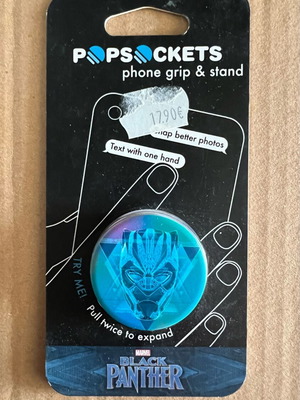 POPSOCKETS
phone grip & stand
17.90€
nap better photos
Text with one hand
TRY ME!
Pull twice to expand
MARVEL
BLACK
PANTHER